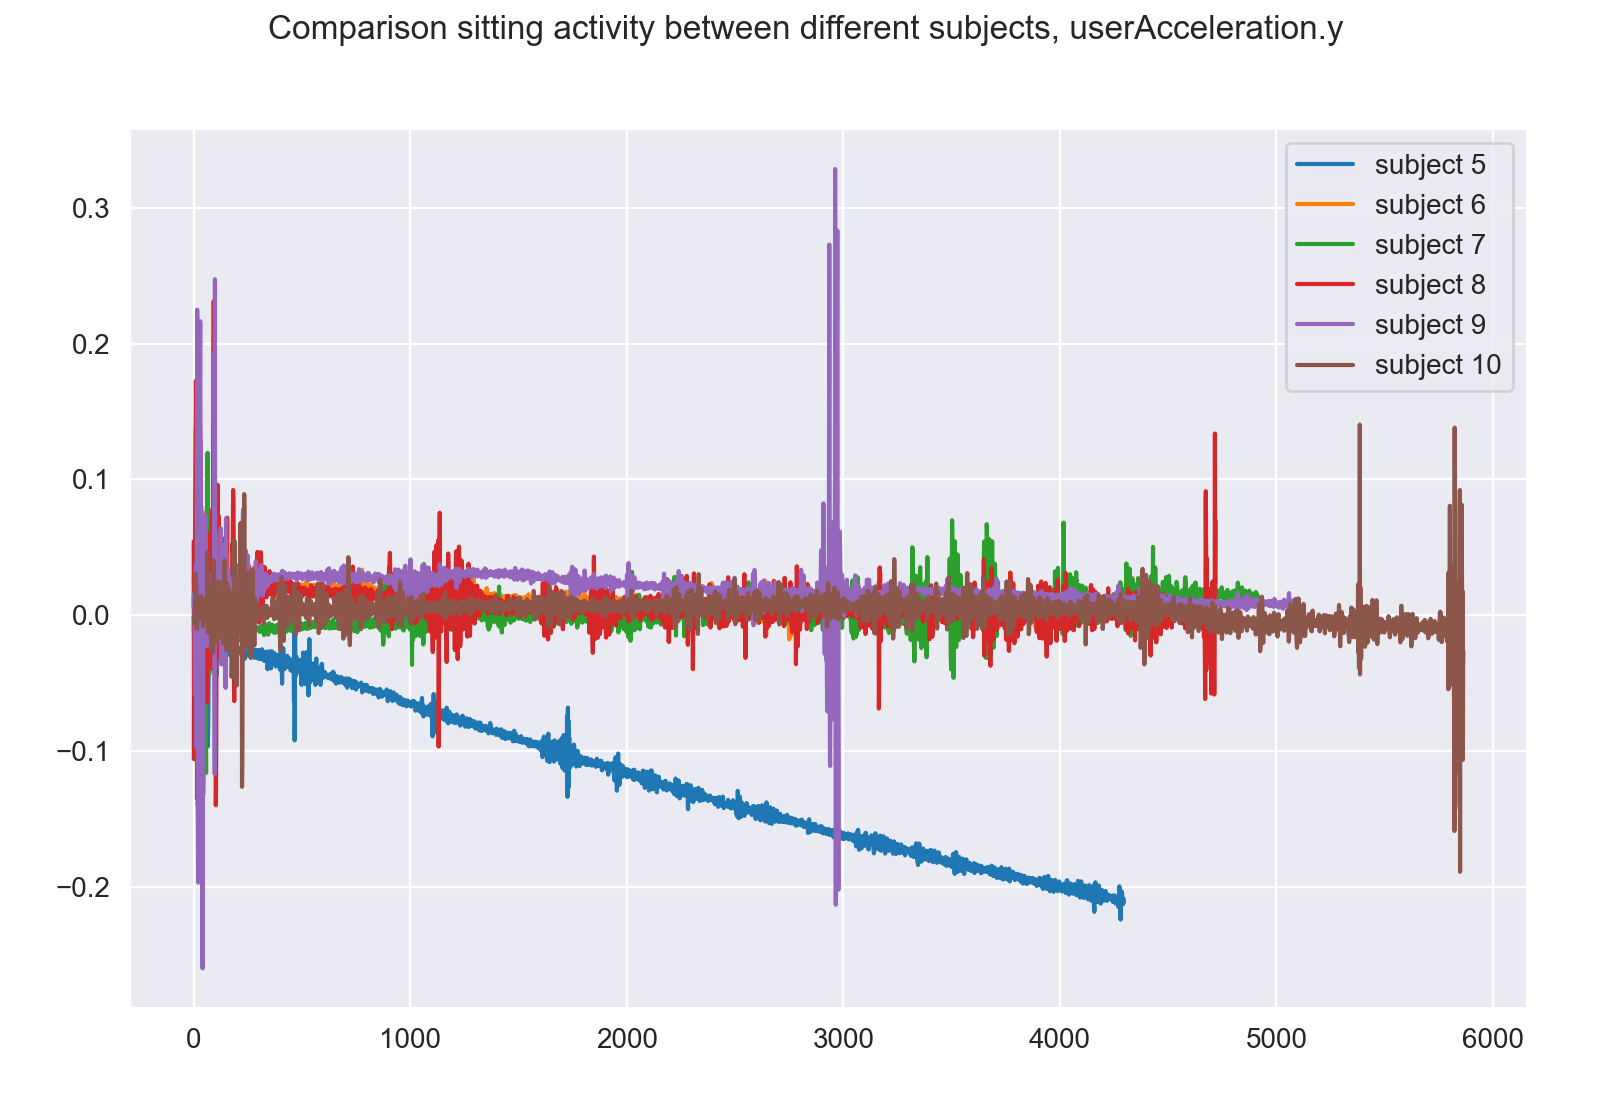 Comparison sitting activity between different subjects, userAcceleration.y
subject 5
subject 6
subject 7
subject 8
subject 9
subject 10
0.3
0.2
0.1
0.0
−0.1
−0.2
0 1000 2000 3000 4000 5000 6000